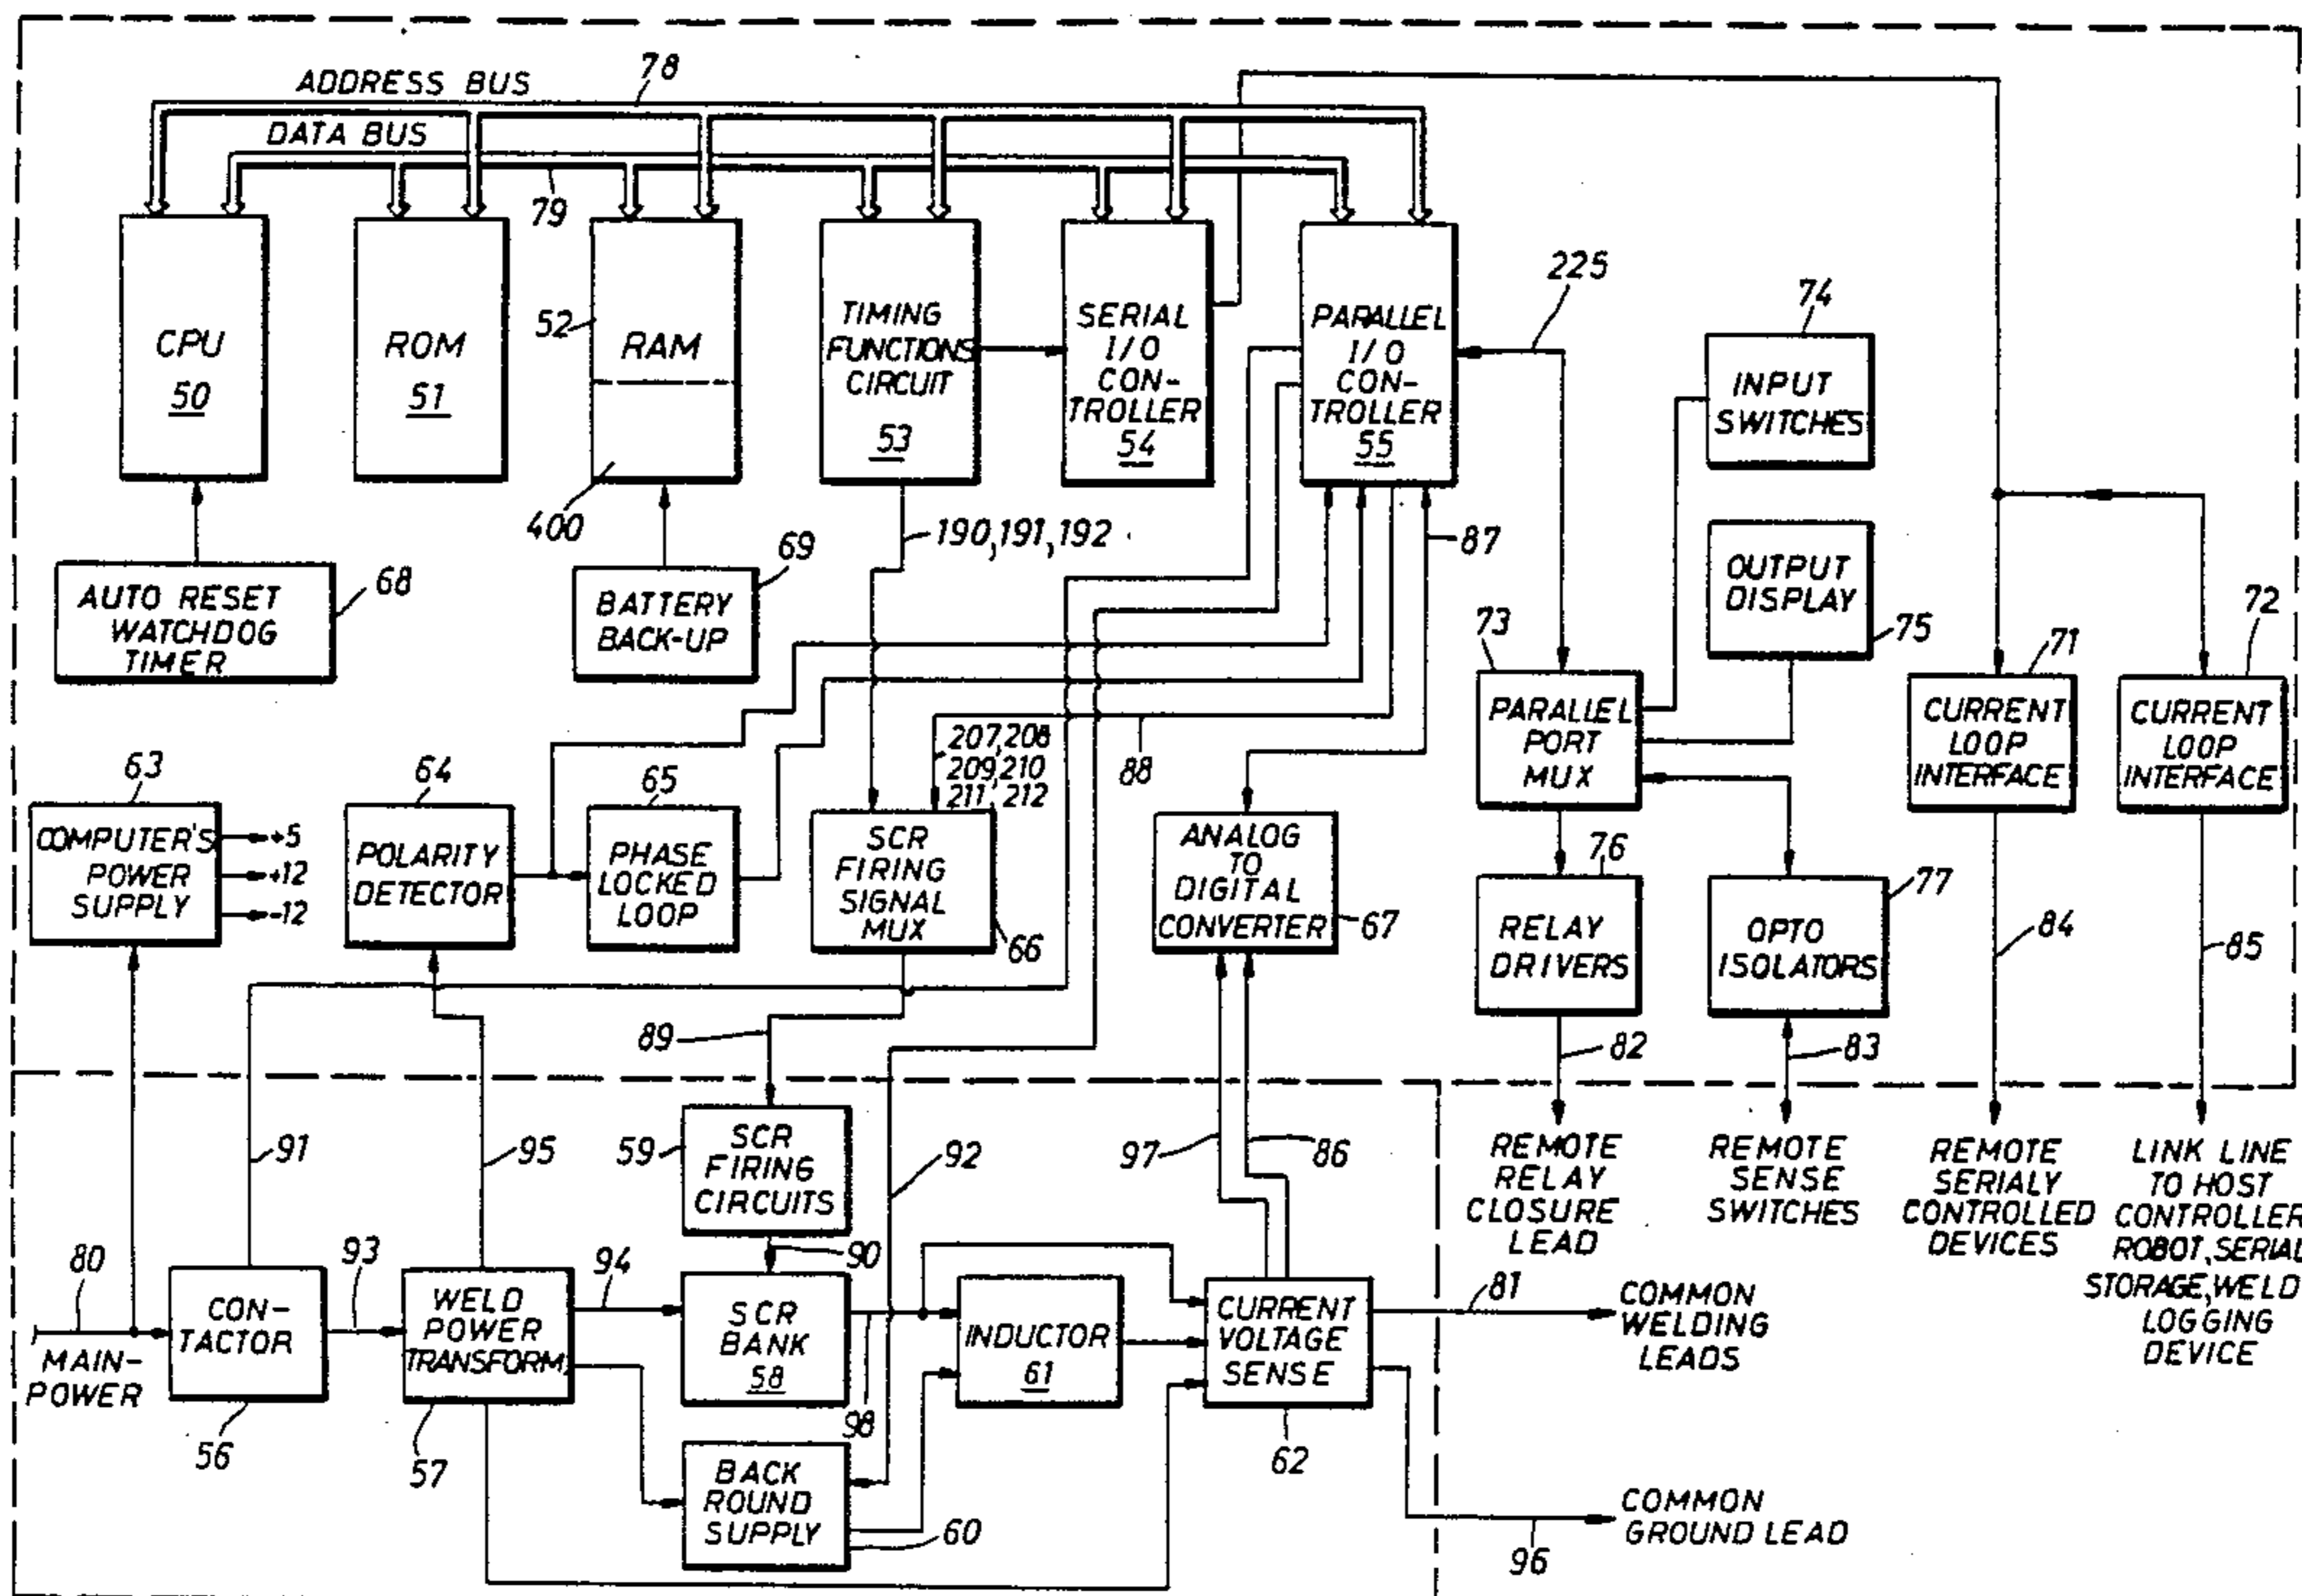 ADDRESS BUS
78
DATA BUS
79
CPU
50
ROM
51
52
RAM
400
TIMING
FUNCTIONS
CIRCUIT
53
SERIAL
I/O
CON-
TROLLER
54
PARALLEL
I/O
CON-
TROLLER
55
225
74
INPUT
SWITCHES
AUTO RESET
WATCHDOG
TIMER
68
BATTERY
BACK-UP
69
190,191,192
87
OUTPUT
DISPLAY
75
73
PARALLEL
PORT
MUX
71
CURRENT
LOOP
INTERFACE
72
CURRENT
LOOP
INTERFACE
63
COMPUTER'S
POWER
SUPPLY
+5
+12
-12
64
POLARITY
DETECTOR
65
PHASE
LOCKED
LOOP
207,208
209,210
211,212
88
SCR
FIRING
SIGNAL
MUX
66
ANALOG
TO
DIGITAL
CONVERTER
67
76
RELAY
DRIVERS
77
OPTO
ISOLATORS
84
85
89
82
83
91
95
59
SCR
FIRING
CIRCUITS
92
97
86
REMOTE
RELAY
CLOSURE
LEAD
REMOTE
SENSE
SWITCHES
REMOTE
SERIALY
CONTROLLED
DEVICES
LINK LINE
TO HOST
CONTROLLER
ROBOT,SERIAL
STORAGE,WELD
LOGGING
DEVICE
80
MAIN-
POWER
CON-
TACTOR
56
93
WELD
POWER
TRANSFORM.
57
94
90
SCR
BANK
58
98
INDUCTOR
61
CURRENT
VOLTAGE
SENSE
62
81
COMMON
WELDING
LEADS
BACK
ROUND
SUPPLY
60
COMMON
GROUND LEAD
96